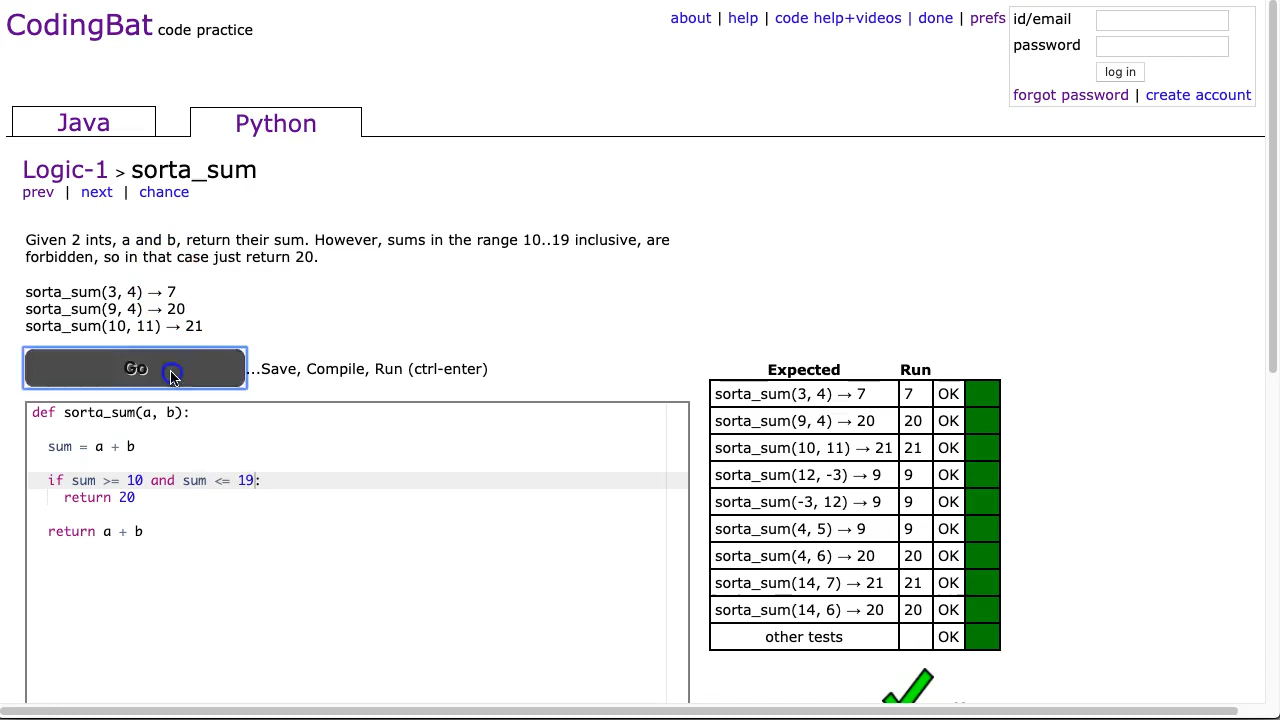 CodingBat code practice
about | help | code help+videos | done | prefs
id/email
password
log in
forgot password | create account
Java
Python
Logic-1 > sorta_sum
prev | next | chance
Given 2 ints, a and b, return their sum. However, sums in the range 10..19 inclusive, are
forbidden, so in that case just return 20.
sorta_sum(3, 4) → 7
sorta_sum(9, 4) → 20
sorta_sum(10, 11) → 21
Go
...Save, Compile, Run (ctrl-enter)
def sorta_sum(a, b):
sum = a + b
if sum >= 10 and sum <= 19:
return 20
return a + b
Expected Run
sorta_sum(3, 4) → 7 7 OK
sorta_sum(9, 4) → 20 20 OK
sorta_sum(10, 11) → 21 21 OK
sorta_sum(12, -3) → 9 9 OK
sorta_sum(-3, 12) → 9 9 OK
sorta_sum(4, 5) → 9 9 OK
sorta_sum(4, 6) → 20 20 OK
sorta_sum(14, 7) → 21 21 OK
sorta_sum(14, 6) → 20 20 OK
other tests OK